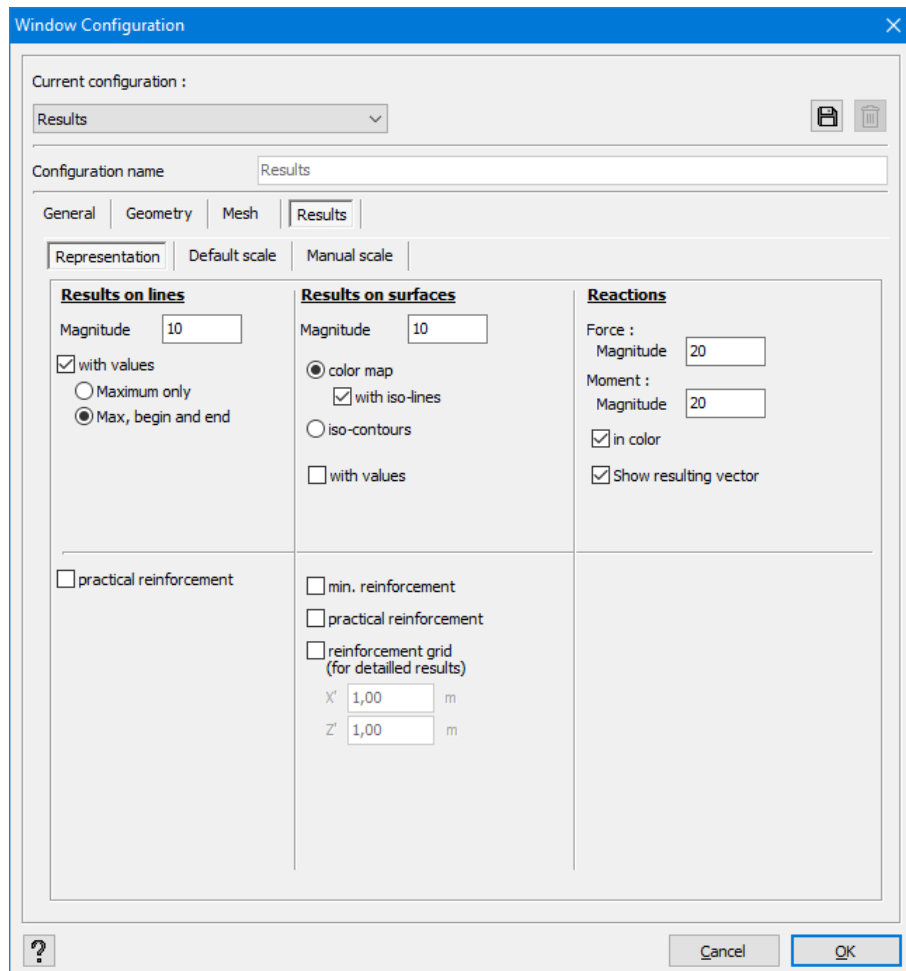 Window Configuration
Current configuration :
Results
Configuration name
Results
General
Geometry
Mesh
Results
Representation
Default scale
Manual scale
Results on lines
Magnitude
10
with values
Maximum only
Max, begin and end
practical reinforcement
Results on surfaces
Magnitude
10
color map
with iso-lines
iso-contours
with values
min. reinforcement
practical reinforcement
reinforcement grid
(for detailled results)
X' 1,00 m
Z' 1,00 m
Reactions
Force :
Magnitude
20
Moment :
Magnitude
20
in color
Show resulting vector
?
Cancel
OK